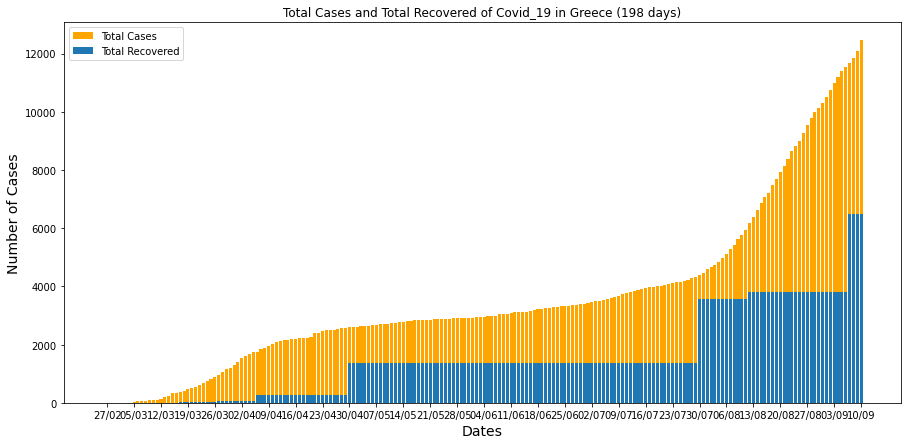 Total Cases and Total Recovered of Covid_19 in Greece (198 days)
Total Cases
Total Recovered
Number of Cases
12000
10000
8000
6000
4000
2000
0
27/02 05/03 12/03 19/03 26/03 02/04 09/04 16/04 23/04 30/04 07/05 14/05 21/05 28/05 04/06 11/06 18/06 25/06 02/07 09/07 16/07 23/07 30/07 06/08 13/08 20/08 27/08 03/09 10/09
Dates